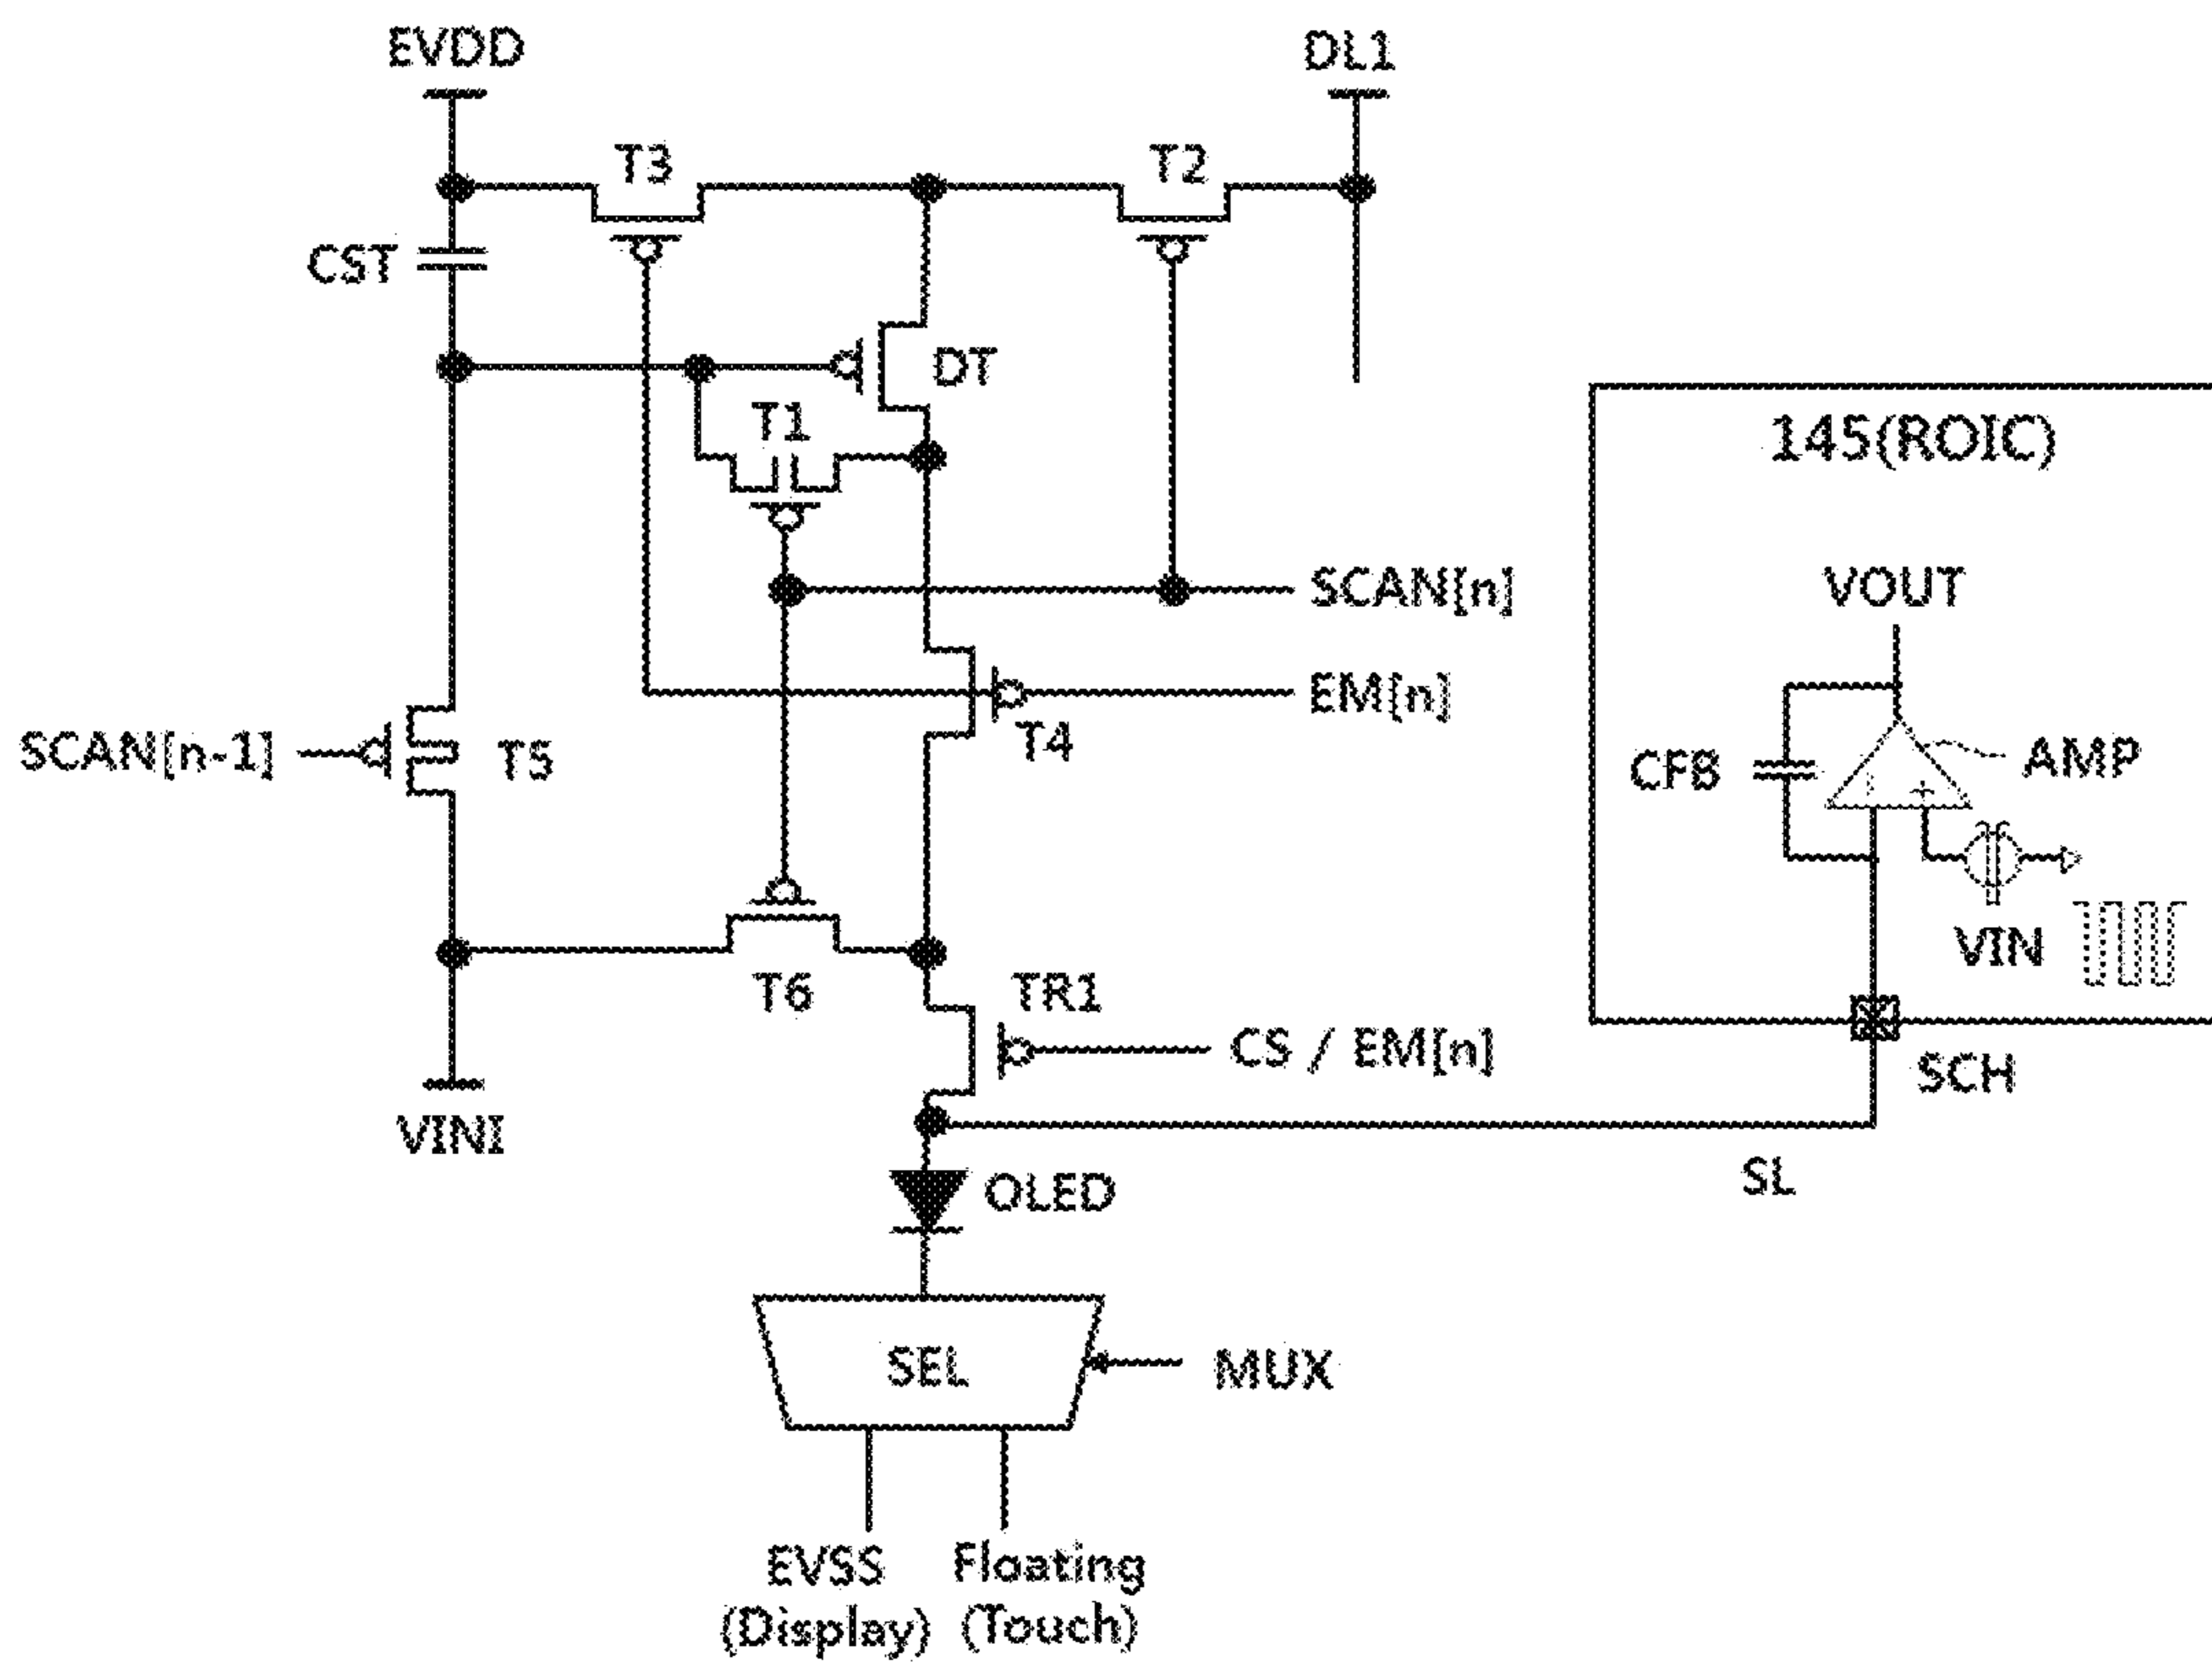 EVDD
DL1
T3
T2
CST
DT
T1
145(ROIC)
VOUT
SCAN[n]
EM[n]
T4
SCAN[n-1]
T5
CFB
AMP
-
+
VIN
T6
TR1
CS / EM[n]
SCH
VINI
SL
OLED
SEL
MUX
EVSS Floating
(Display) (Touch)